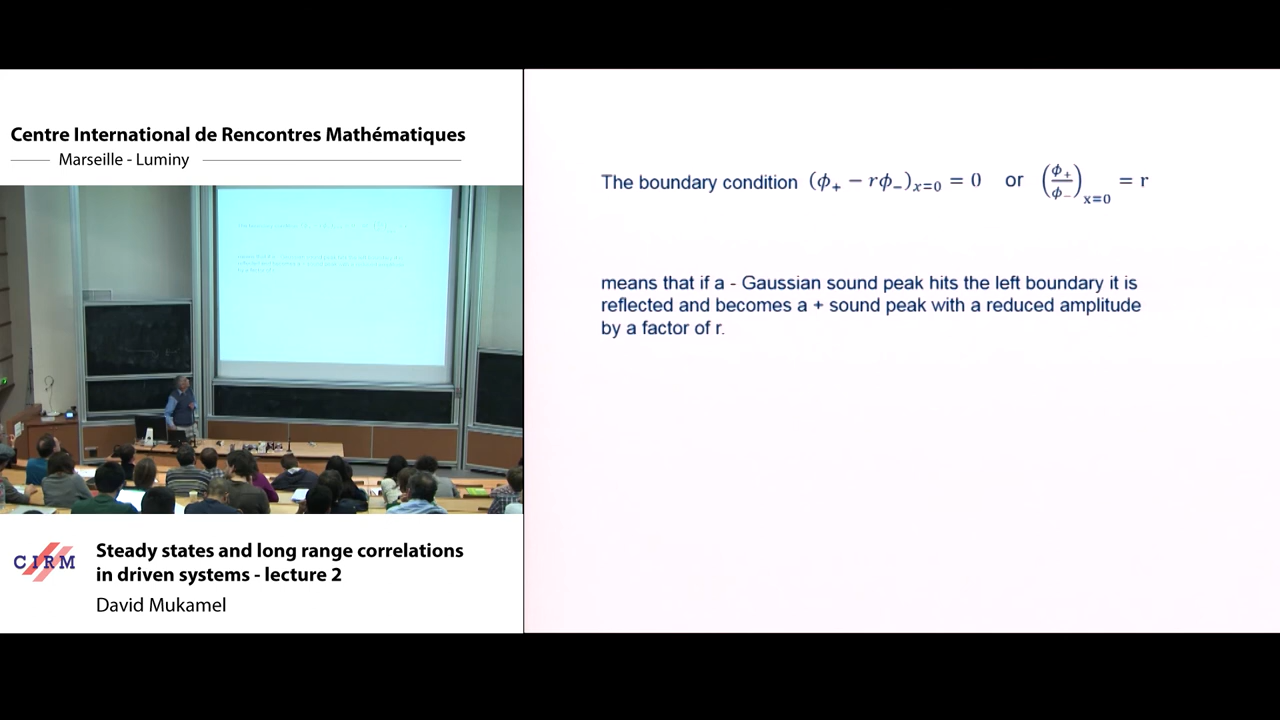 Centre International de Rencontres Mathématiques
Marseille - Luminy
The boundary condition (ϕ₊ − rϕ₋)ₓ₌₀ = 0 or (ϕ₊/ϕ₋)ₓ₌₀ = r
means that if a - Gaussian sound peak hits the left boundary it is
reflected and becomes a + sound peak with a reduced amplitude
by a factor of r.
CIRM
Steady states and long range correlations
in driven systems - lecture 2
David Mukamel